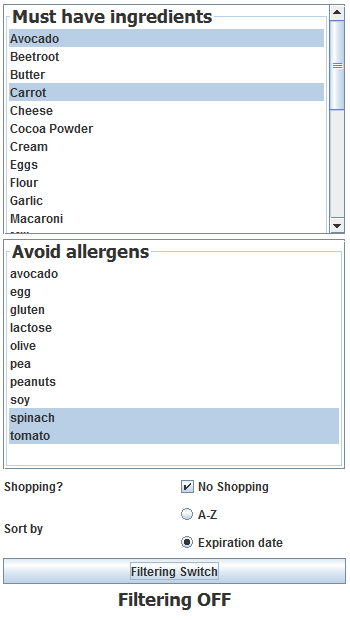 Must have ingredients
Avocado
Beetroot
Butter
Carrot
Cheese
Cocoa Powder
Cream
Eggs
Flour
Garlic
Macaroni
Avoid allergens
avocado
egg
gluten
lactose
olive
pea
peanuts
soy
spinach
tomato
Shopping?
No Shopping
A-Z
Sort by
Expiration date
Filtering Switch
Filtering OFF